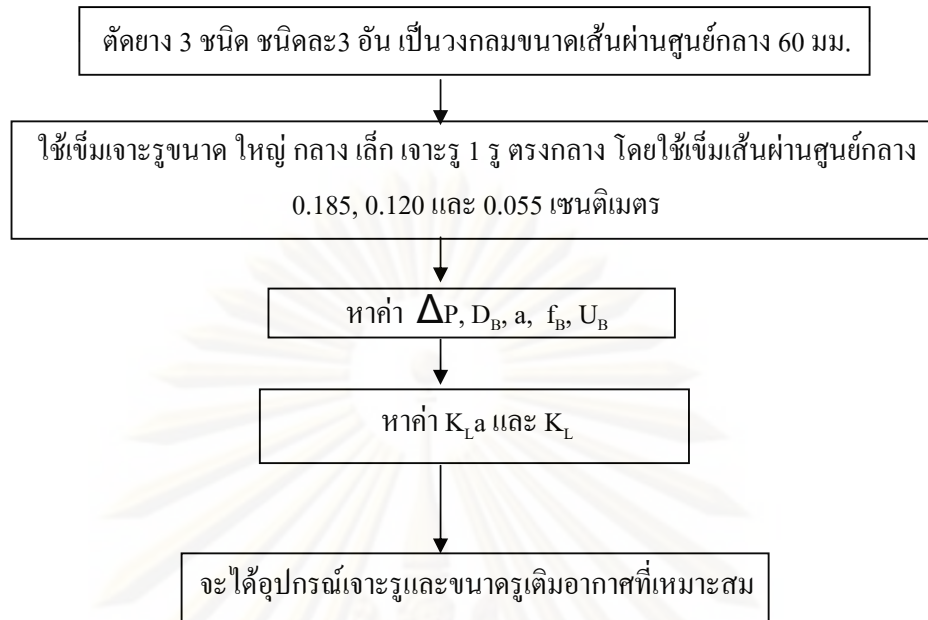 ตัดยาง 3 ชนิด ชนิดละ3 อัน เป็นวงกลมขนาดเส้นผ่านศูนย์กลาง 60 มม.
ใช้เข็มเจาะรูขนาด ใหญ่ กลาง เล็ก เจาะรู 1 รู ตรงกลาง โดยใช้เข็มเส้นผ่านศูนย์กลาง
0.185, 0.120 และ 0.055 เซนติเมตร
หาค่า ΔP, D_B, a, f_B, U_B
หาค่า K_La และ K_L
จะได้อุปกรณ์เจาะรูและขนาดรูเติมอากาศที่เหมาะสม